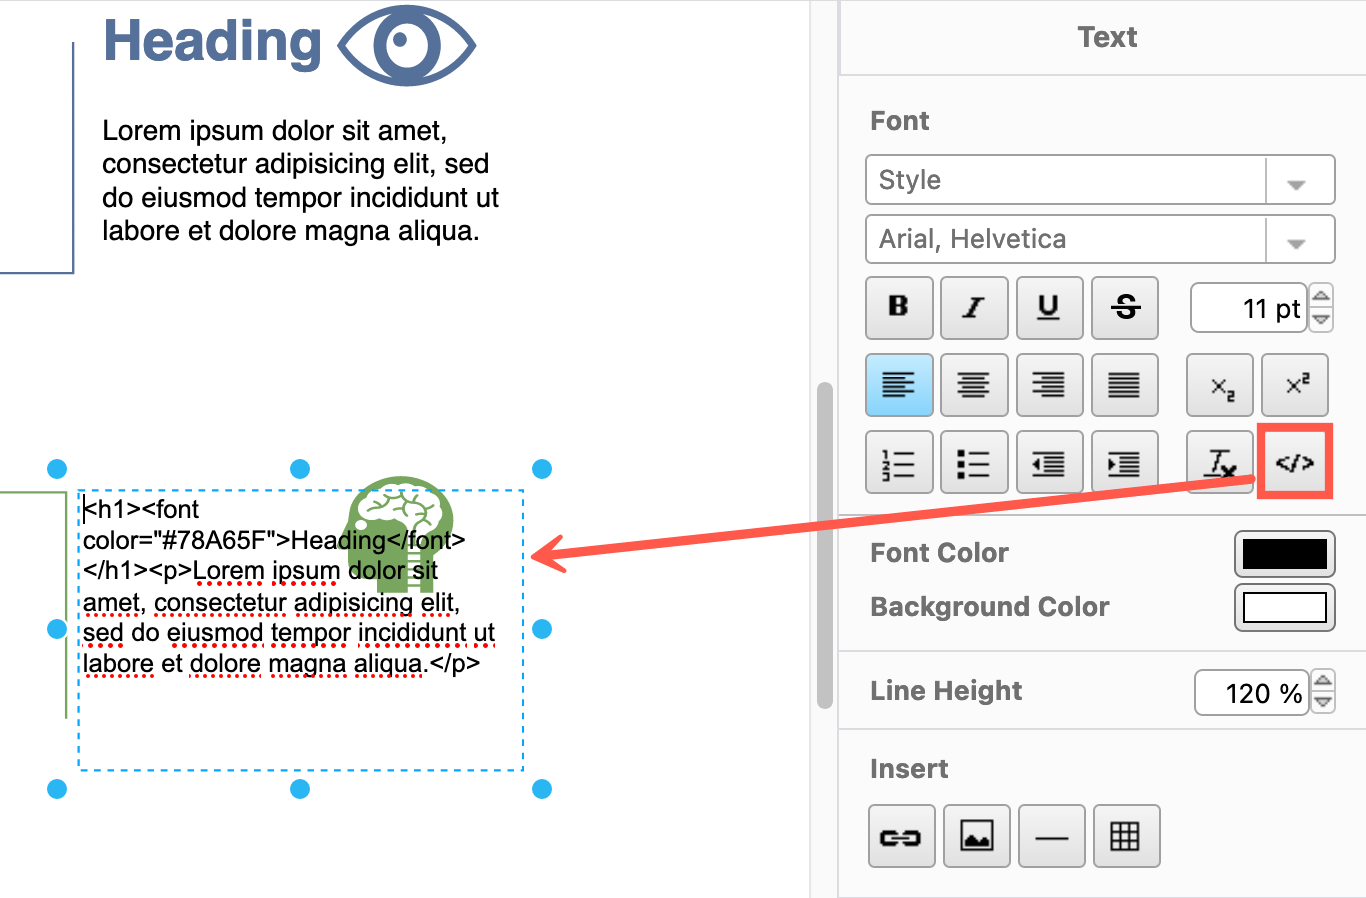 Heading
Lorem ipsum dolor sit amet,
consectetur adipisicing elit, sed
do eiusmod tempor incididunt ut
labore et dolore magna aliqua.
<h1><font
color="#78A65F">Heading</font>
</h1><p>Lorem ipsum dolor sit
amet, consectetur adipisicing elit,
sed do eiusmod tempor incididunt ut
labore et dolore magna aliqua.</p>
Text
Font
Style
Arial, Helvetica
B I U S 11 pt
x₂ x²
</>
Font Color
Background Color
Line Height 120 %
Insert